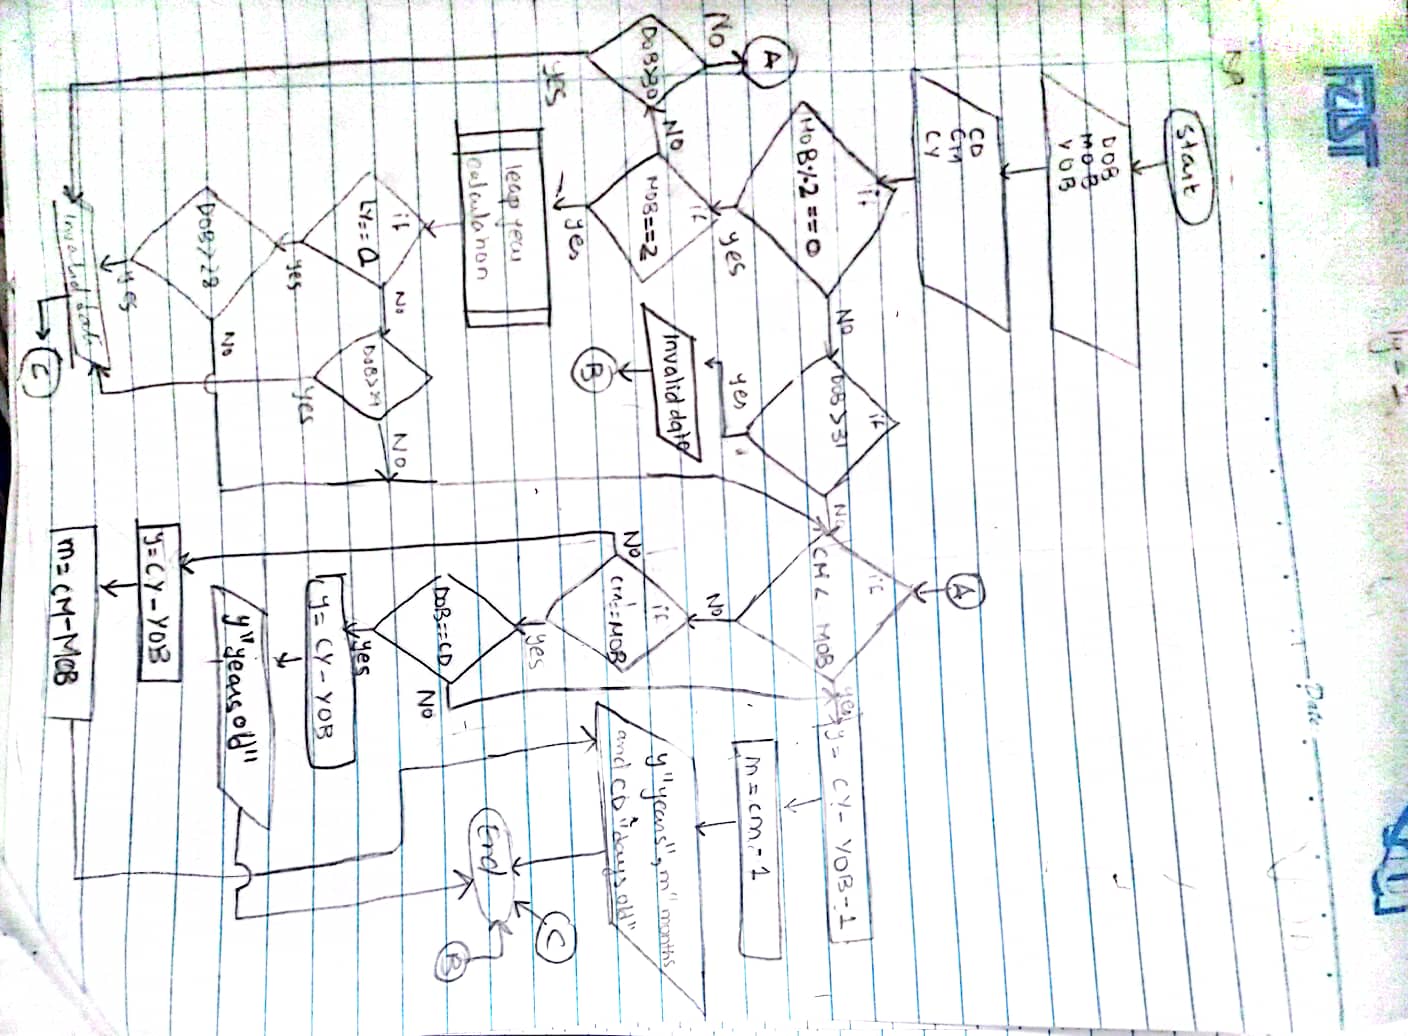 Start
DOB
MOB
YOB
CD
CM
CY
if
MOB%2==0
yes
No
if
DOB>31
yes
No
Invalid date
B
if
MOB==2
No
yes
DOB>30
No
A
yes
leap year
calculation
if
LY==0
yes
No
DOB>28
yes
No
DOB>29
yes
No
Invalid date
C
A
if
CM < MOB
yes
No
y = CY - YOB - 1
m = cm - 1
y "years", m "months
and CD "days old"
if
CM==MOB
No
yes
DOB==CD
yes
No
y = CY - YOB
y "years old"
y = CY - YOB
m = CM - MOB
End
C
B
Date